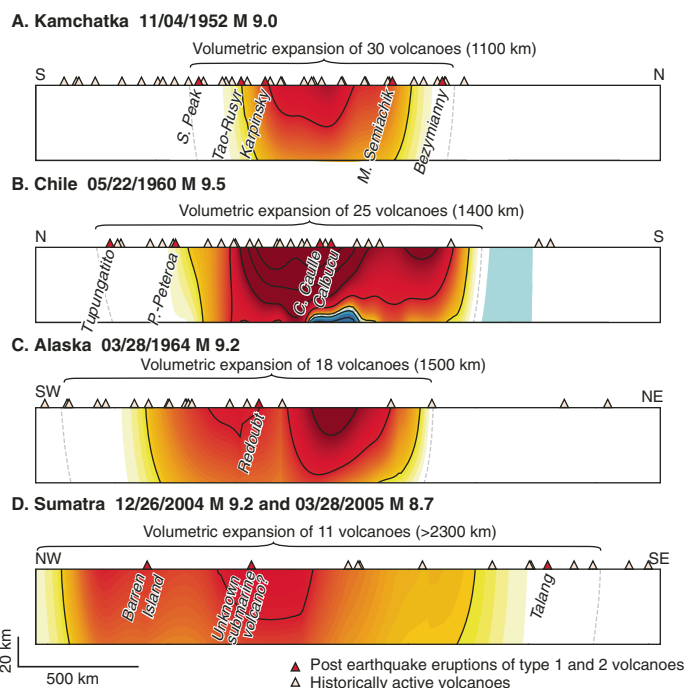 A. Kamchatka 11/04/1952 M 9.0
Volumetric expansion of 30 volcanoes (1100 km)
S
N
S. Peak
Tao-Rusyr
Karpinsky
M. Semiachik
Bezymianny
B. Chile 05/22/1960 M 9.5
Volumetric expansion of 25 volcanoes (1400 km)
N
S
Tupungatito
P.-Peteroa
C. Caulle
Calbucu
C. Alaska 03/28/1964 M 9.2
Volumetric expansion of 18 volcanoes (1500 km)
SW
NE
Redoubt
D. Sumatra 12/26/2004 M 9.2 and 03/28/2005 M 8.7
Volumetric expansion of 11 volcanoes (>2300 km)
NW
SE
Barren
Island
Unknown
submarine
volcano?
Talang
20 km
500 km
Post earthquake eruptions of type 1 and 2 volcanoes
Historically active volcanoes